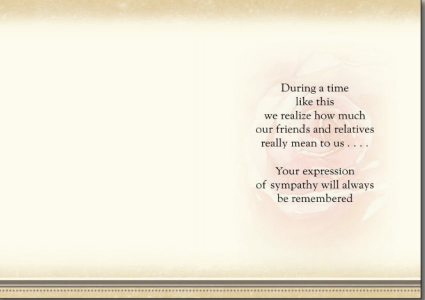 During a time
like this
we realize how much
our friends and relatives
really mean to us . . . .
Your expression
of sympathy will always
be remembered